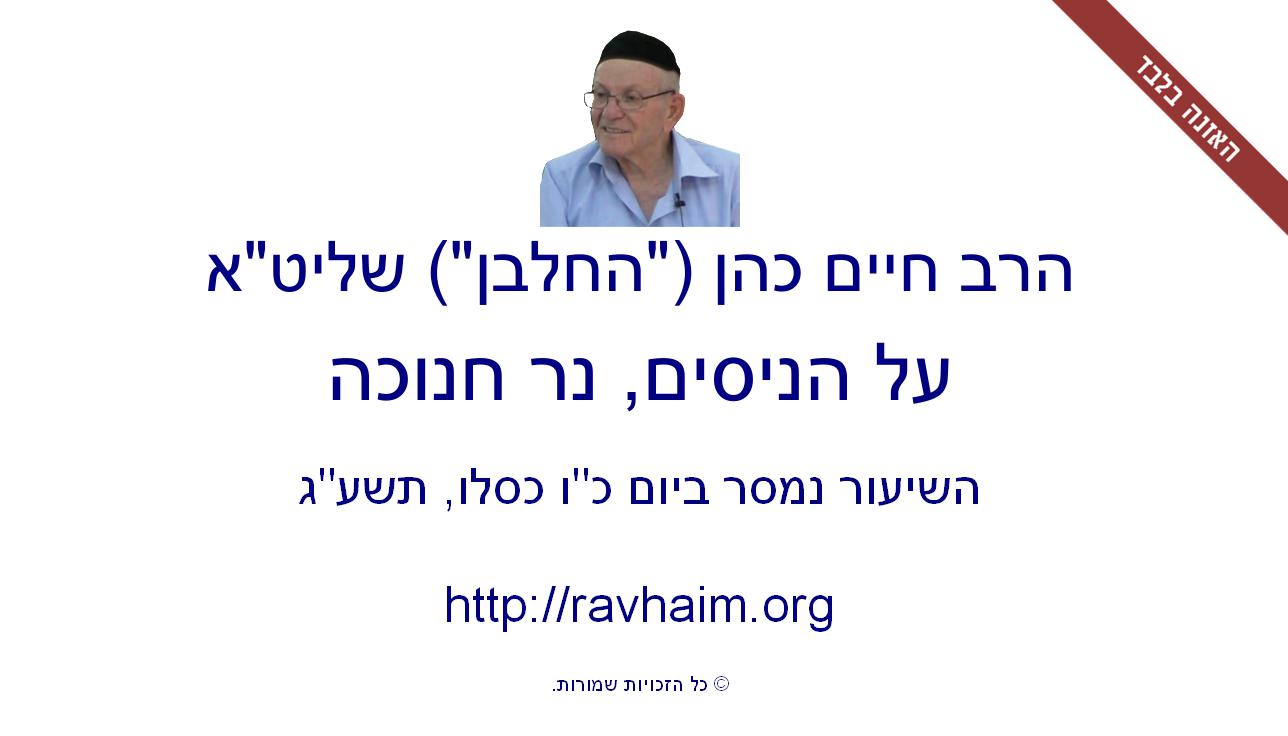 האזנה בלבד
הרב חיים כהן ("החלבן") שליט"א
על הניסים, נר חנוכה
השיעור נמסר ביום כ''ו כסלו, תשע''ג
http://ravhaim.org
© כל הזכויות שמורות.